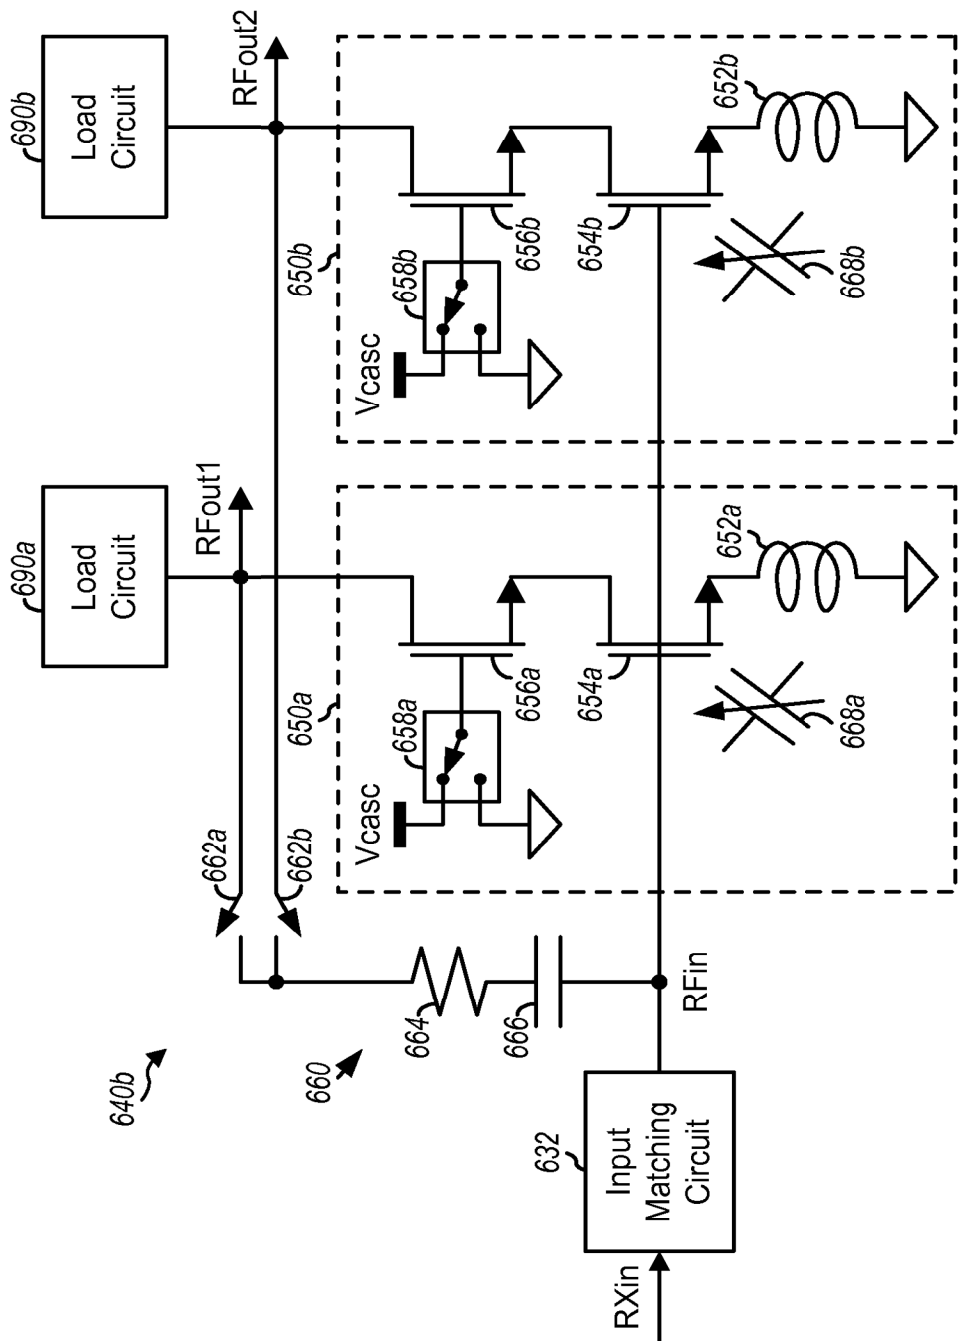 690a
Load
Circuit
690b
Load
Circuit
RFout1
RFout2
640b
662a
662b
660
664
666
650a
650b
Vcasc
658a
656a
654a
652a
668a
Vcasc
658b
656b
654b
652b
668b
RXin
632
Input
Matching
Circuit
RFin